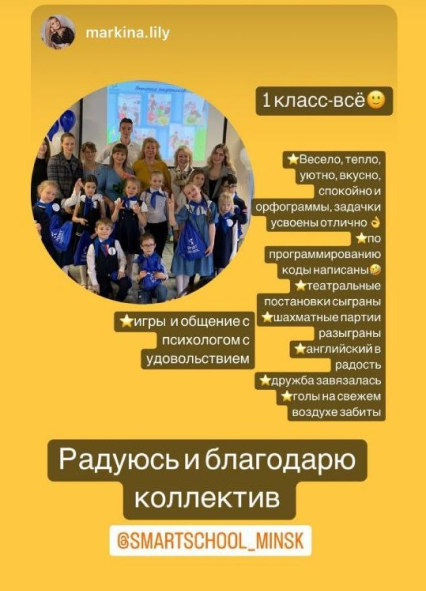 markina.lily
1 класс-всё🙂
⭐Весело, тепло,
уютно, вкусно,
спокойно и
орфограммы, задачки
усвоены отлично👌
⭐по
программированию
коды написаны🤣
⭐театральные
постановки сыграны
⭐шахматные партии
разыграны
⭐английский в
радость
⭐дружба завязалась
⭐голы на свежем
воздухе забиты
⭐игры и общение с
психологом с
удовольствием
Радуюсь и благодарю
коллектив
@SMARTSCHOOL_MINSK